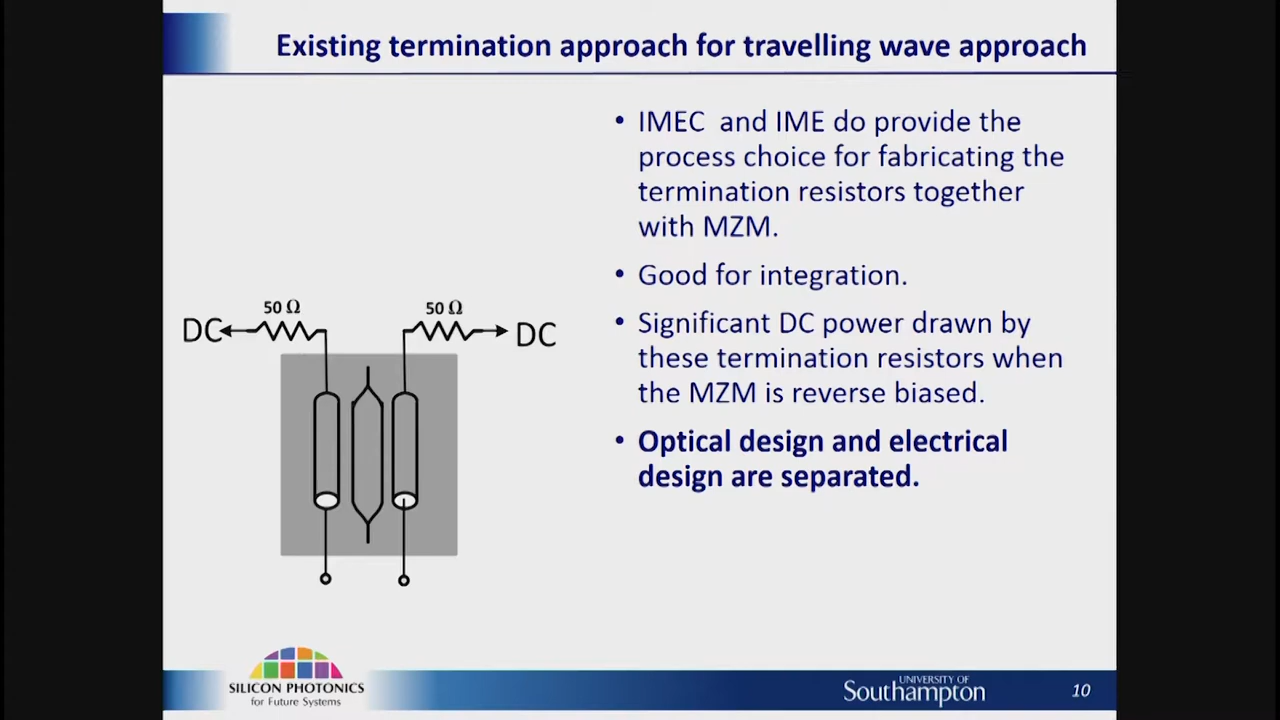 Existing termination approach for travelling wave approach
• IMEC and IME do provide the
process choice for fabricating the
termination resistors together
with MZM.
• Good for integration.
• Significant DC power drawn by
these termination resistors when
the MZM is reverse biased.
• Optical design and electrical
design are separated.
50 Ω
50 Ω
DC
DC
SILICON PHOTONICS
for Future Systems
UNIVERSITY OF
Southampton
10